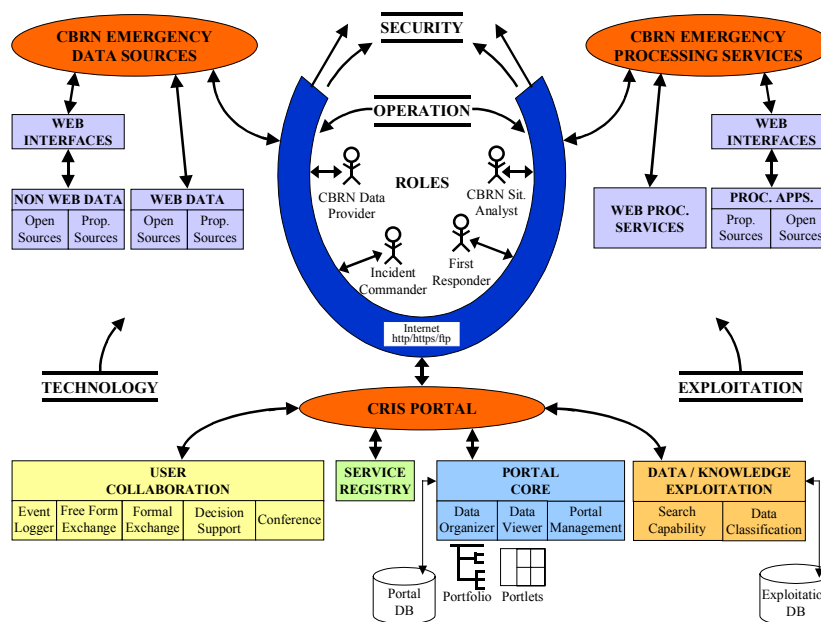 CBRN EMERGENCY
DATA SOURCES
SECURITY
CBRN EMERGENCY
PROCESSING SERVICES
OPERATION
WEB
INTERFACES
WEB
INTERFACES
ROLES
CBRN Data
Provider
CBRN Sit.
Analyst
NON WEB DATA
Open
Sources
Prop.
Sources
WEB DATA
Open
Sources
Prop.
Sources
WEB PROC.
SERVICES
PROC. APPS.
Prop.
Sources
Open
Sources
Incident
Commander
First
Responder
Internet
http/https/ftp
TECHNOLOGY
EXPLOITATION
CRIS PORTAL
USER
COLLABORATION
Event
Logger
Free Form
Exchange
Formal
Exchange
Decision
Support
Conference
SERVICE
REGISTRY
PORTAL
CORE
Data
Organizer
Data
Viewer
Portal
Management
DATA / KNOWLEDGE
EXPLOITATION
Search
Capability
Data
Classification
Portal
DB
Portfolio
Portlets
Exploitation
DB